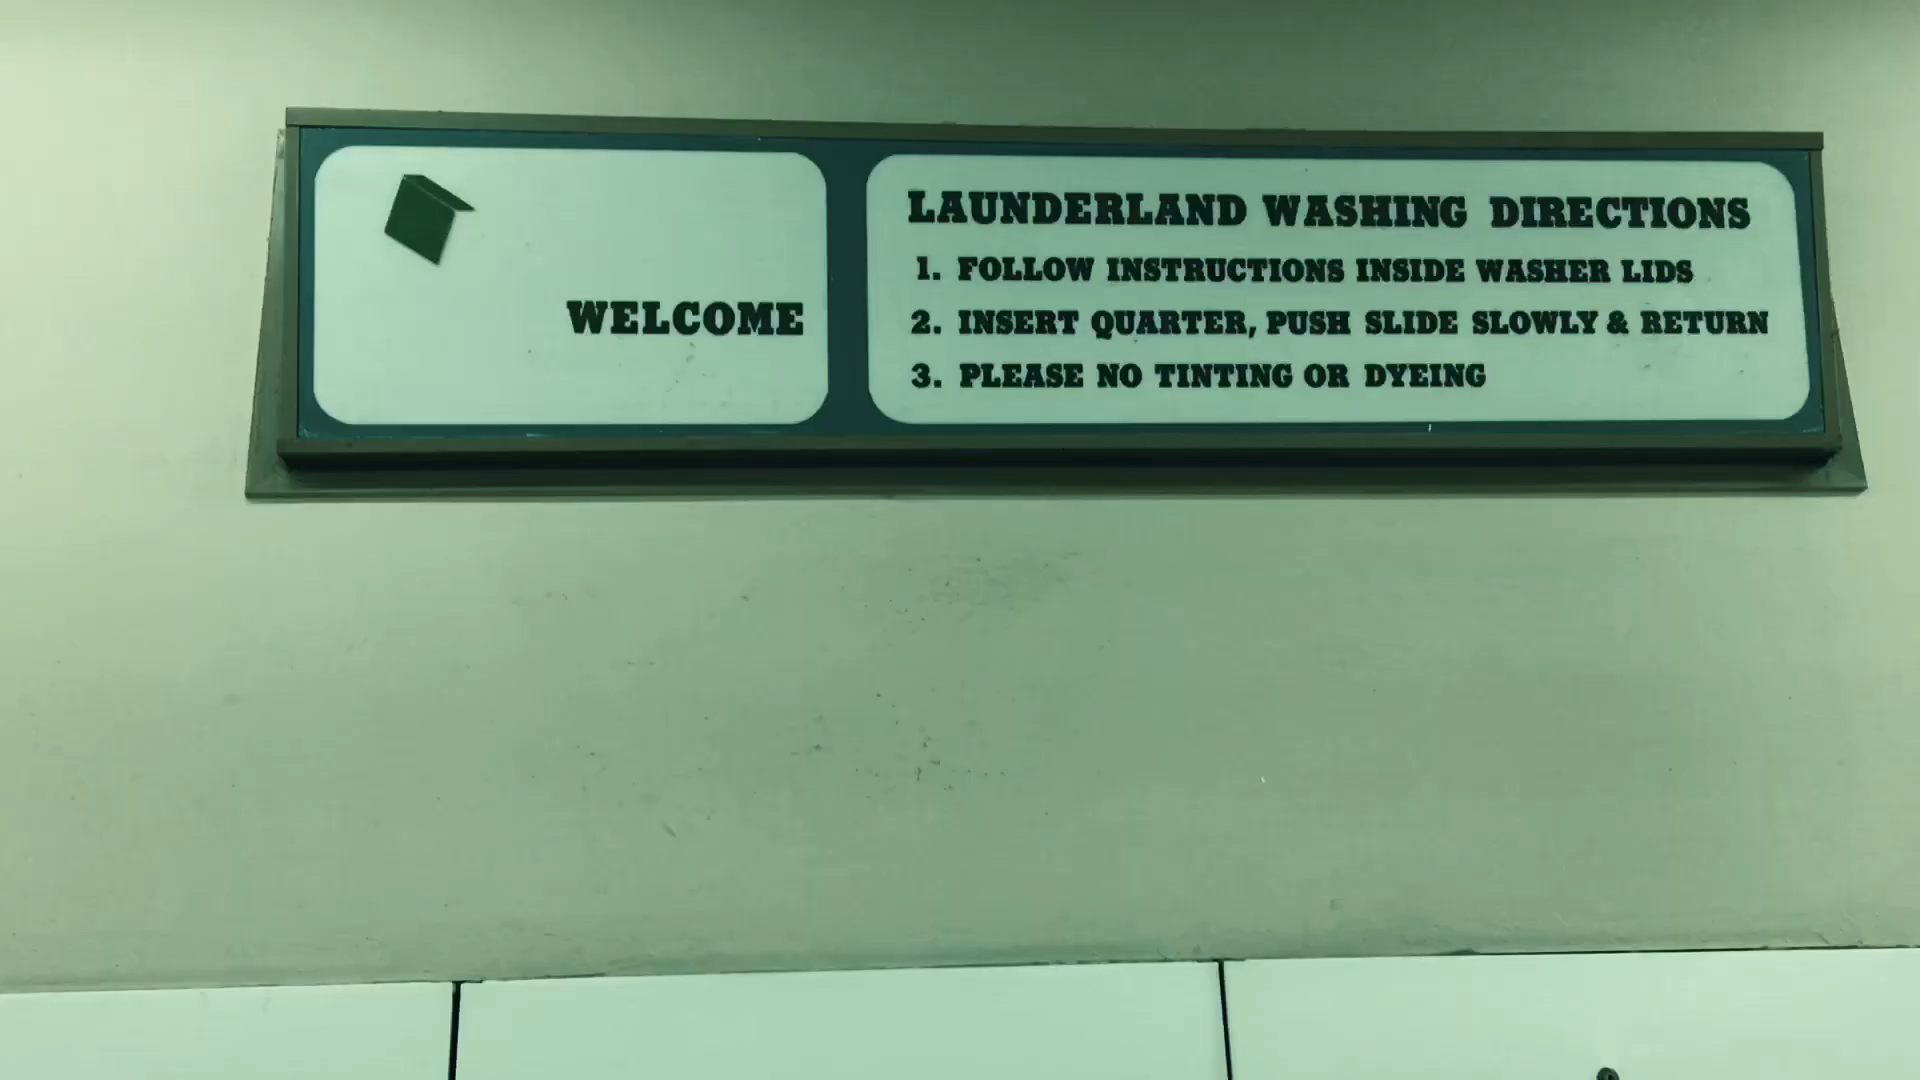 WELCOME
LAUNDERLAND WASHING DIRECTIONS
1. FOLLOW INSTRUCTIONS INSIDE WASHER LIDS
2. INSERT QUARTER, PUSH SLIDE SLOWLY & RETURN
3. PLEASE NO TINTING OR DYEING